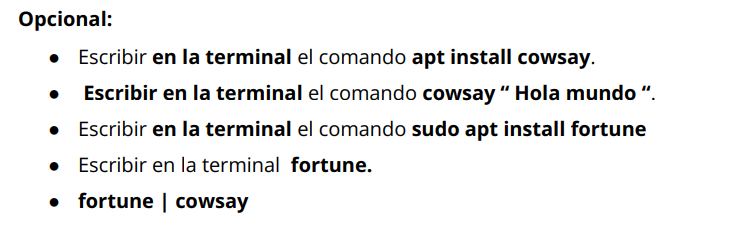 Opcional:
● Escribir en la terminal el comando apt install cowsay.
● Escribir en la terminal el comando cowsay “ Hola mundo “.
● Escribir en la terminal el comando sudo apt install fortune
● Escribir en la terminal fortune.
● fortune | cowsay